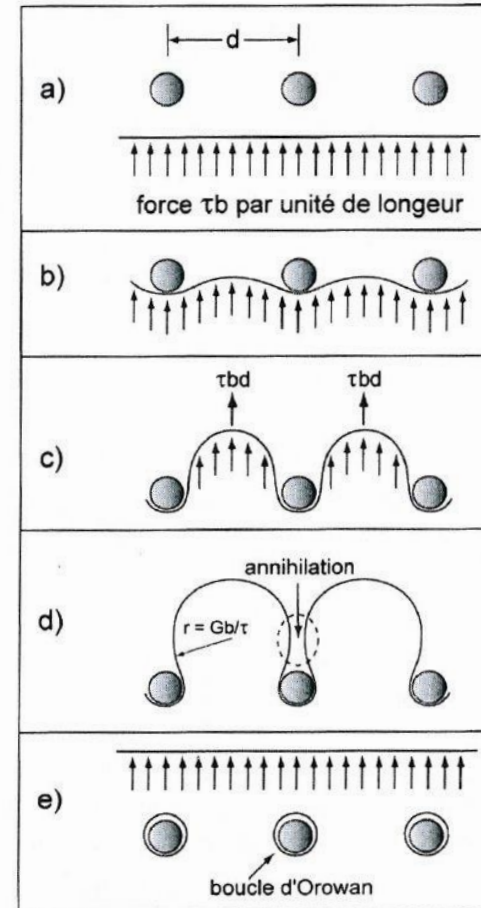 d
a)
force τb par unité de longeur
b)
τbd τbd
c)
annihilation
d)
r = Gb/τ
e)
boucle d'Orowan